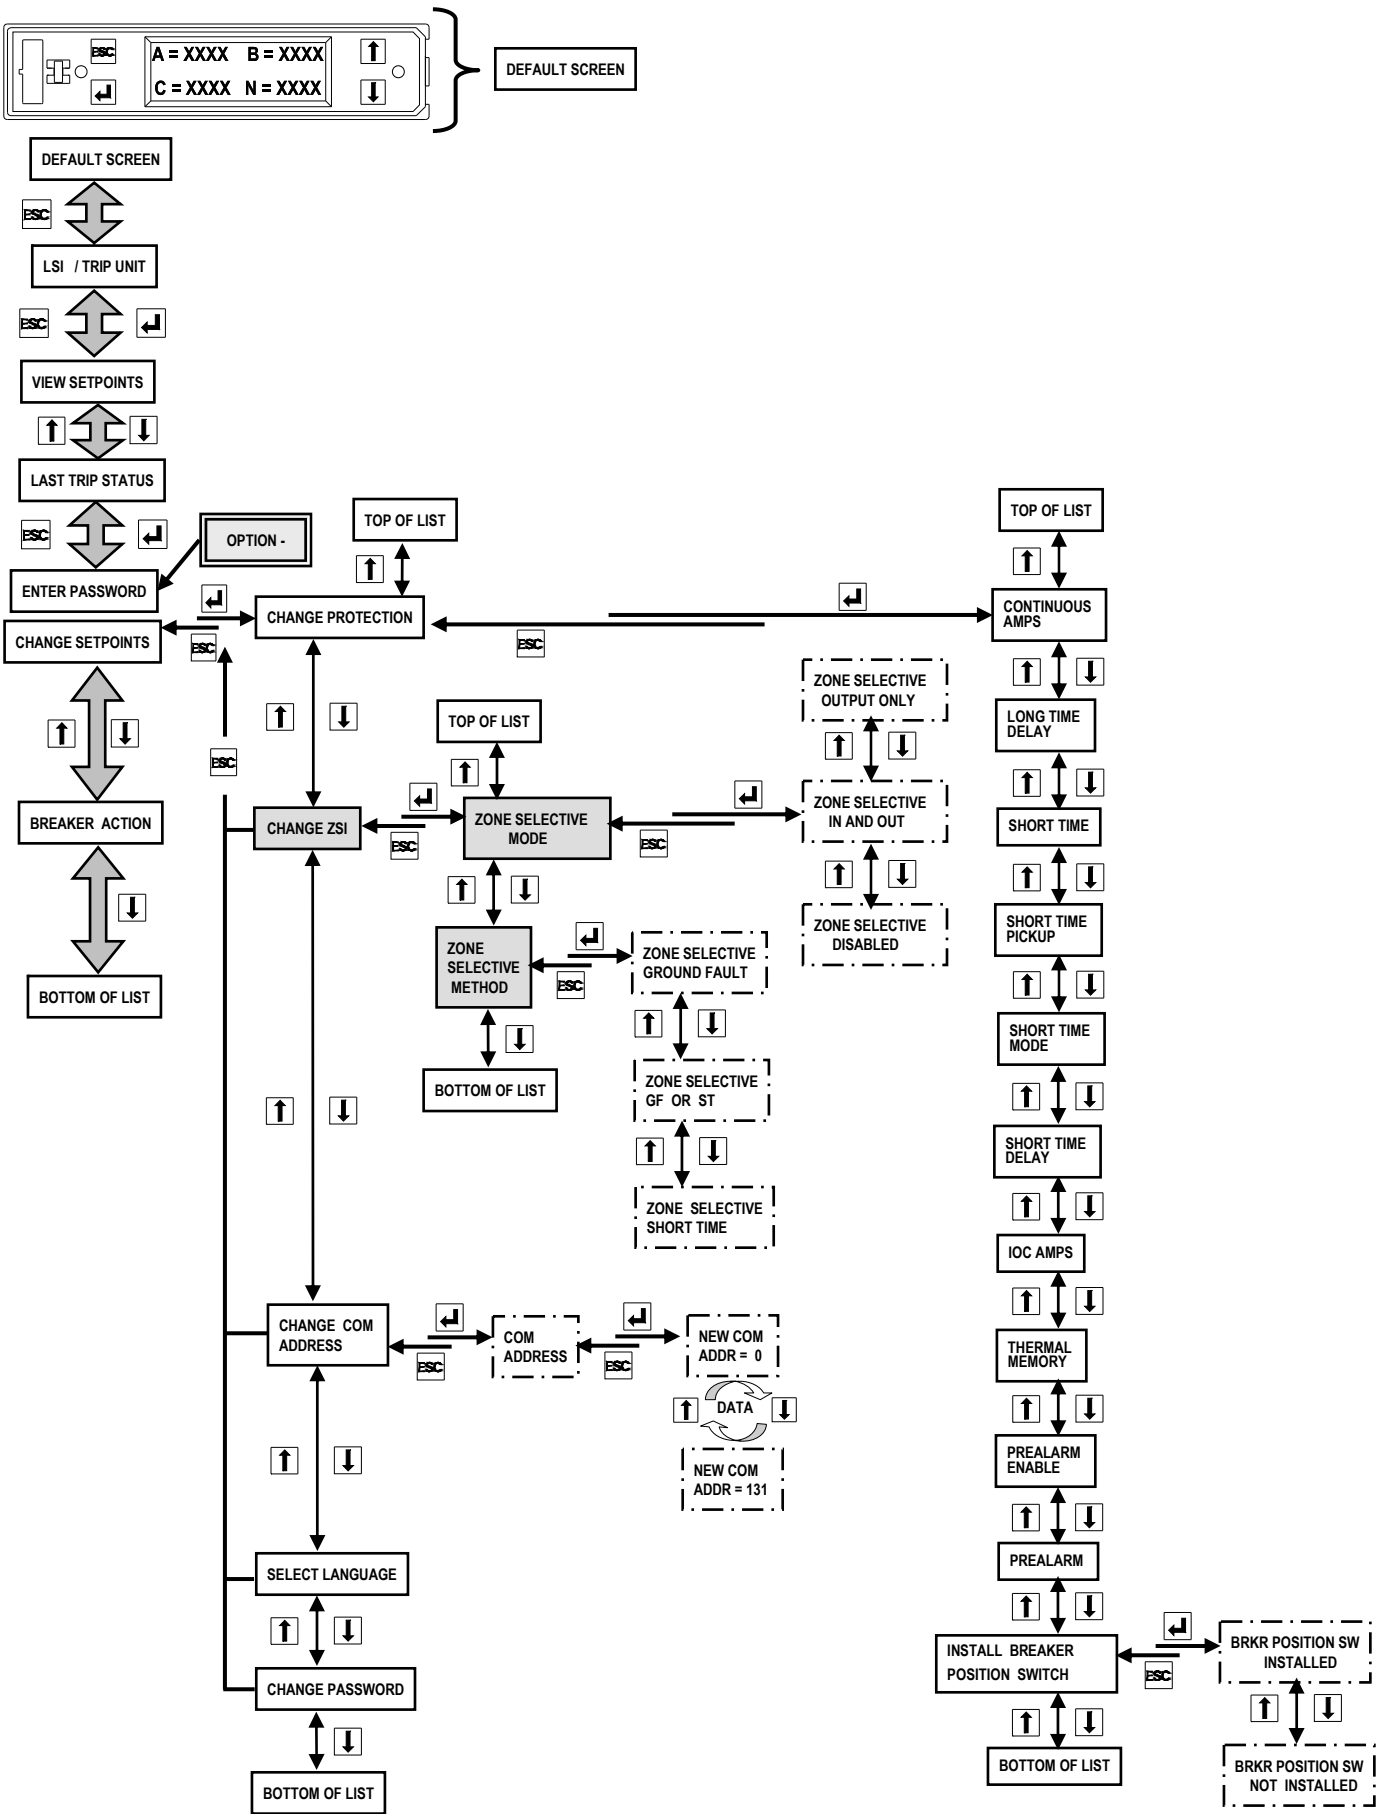 ESC
A = XXXX B = XXXX
C = XXXX N = XXXX
DEFAULT SCREEN
DEFAULT SCREEN
ESC
LSI / TRIP UNIT
ESC
VIEW SETPOINTS
LAST TRIP STATUS
ESC
OPTION -
ENTER PASSWORD
CHANGE SETPOINTS
ESC
BREAKER ACTION
BOTTOM OF LIST
TOP OF LIST
CHANGE PROTECTION
ESC
ESC
CHANGE ZSI
ESC
TOP OF LIST
ZONE SELECTIVE
MODE
ESC
ZONE SELECTIVE
OUTPUT ONLY
ZONE SELECTIVE
IN AND OUT
ZONE SELECTIVE
DISABLED
ZONE
SELECTIVE
METHOD
ESC
BOTTOM OF LIST
ZONE SELECTIVE
GROUND FAULT
ZONE SELECTIVE
GF OR ST
ZONE SELECTIVE
SHORT TIME
CHANGE COM
ADDRESS
ESC
COM
ADDRESS
ESC
NEW COM
ADDR = 0
DATA
NEW COM
ADDR = 131
SELECT LANGUAGE
CHANGE PASSWORD
BOTTOM OF LIST
TOP OF LIST
CONTINUOUS
AMPS
LONG TIME
DELAY
SHORT TIME
SHORT TIME
PICKUP
SHORT TIME
MODE
SHORT TIME
DELAY
IOC AMPS
THERMAL
MEMORY
PREALARM
ENABLE
PREALARM
INSTALL BREAKER
POSITION SWITCH
ESC
BRKR POSITION SW
INSTALLED
BOTTOM OF LIST
BRKR POSITION SW
NOT INSTALLED